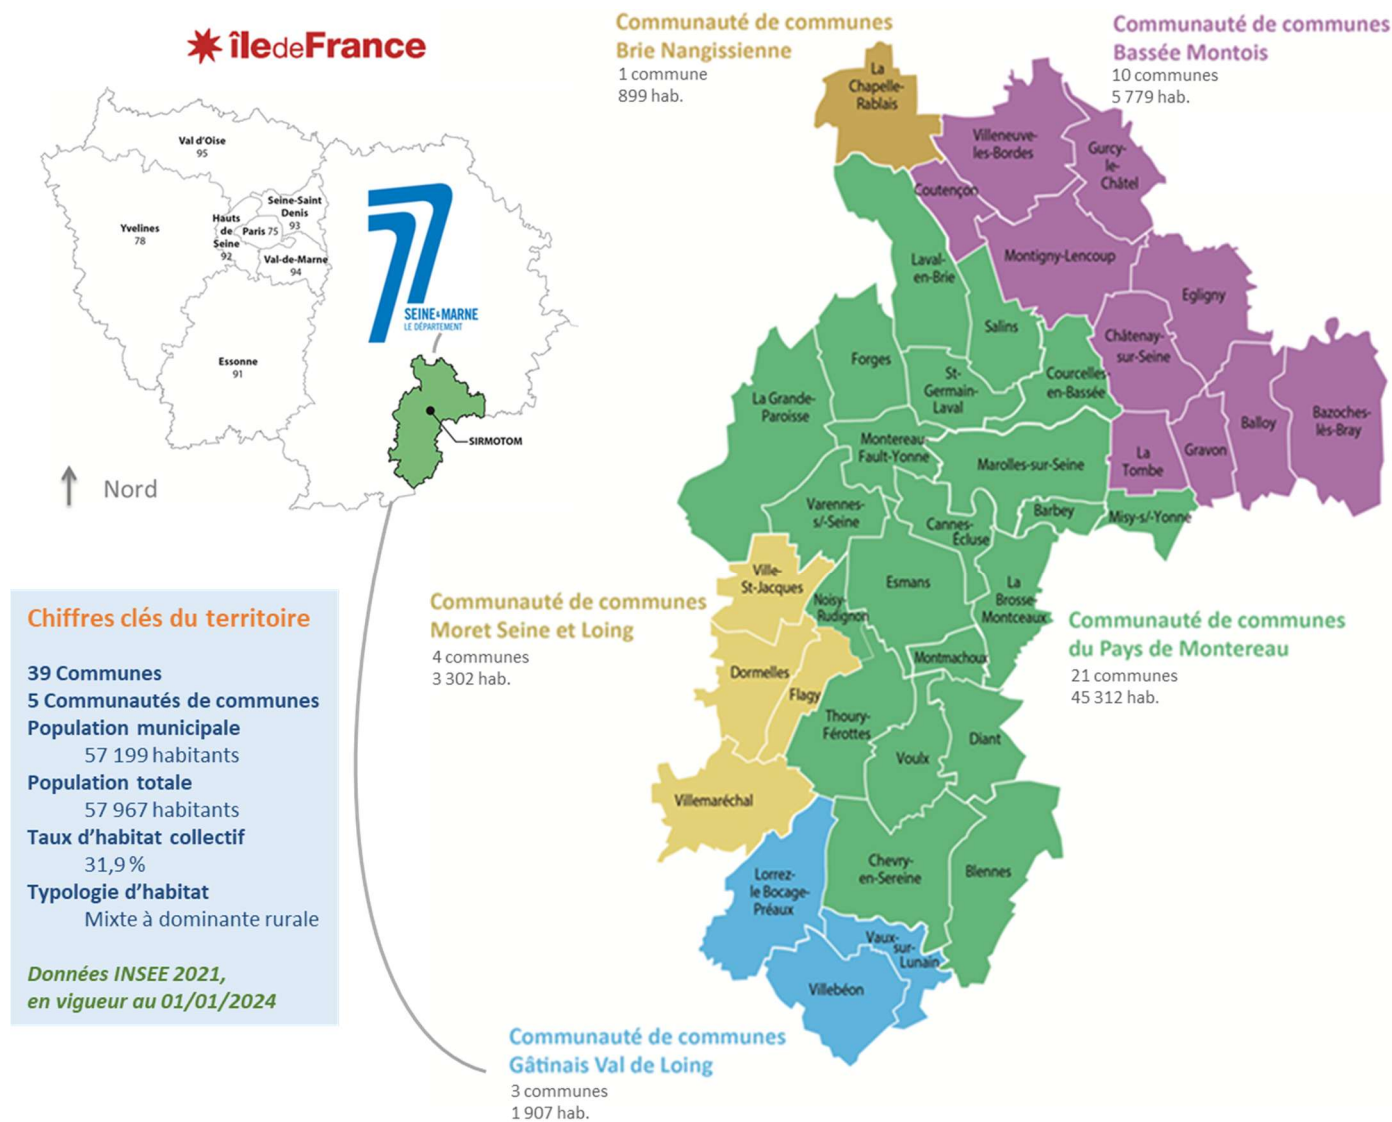 îledeFrance
Val d'Oise
95
Yvelines
78
Hauts
de
Seine
92
Paris 75
Seine-Saint
Denis
93
Val-de-Marne
94
Essonne
91
77
SEINE&MARNE
LE DÉPARTEMENT
SIRMOTOM
Nord
Chiffres clés du territoire
39 Communes
5 Communautés de communes
Population municipale
57 199 habitants
Population totale
57 967 habitants
Taux d'habitat collectif
31,9 %
Typologie d'habitat
Mixte à dominante rurale
Données INSEE 2021,
en vigueur au 01/01/2024
Communauté de communes
Brie Nangissienne
1 commune
899 hab.
Communauté de communes
Bassée Montois
10 communes
5 779 hab.
La
Chapelle-
Rablais
Villeneuve-
les-Bordes
Gurcy-
le-
Châtel
Coutençon
Montigny-Lencoup
Laval-
en-Brie
Egligny
Salins
Châtenay-
sur-Seine
Forges
St-
Germain-
Laval
Courcelles-
en-Bassée
La Grande-
Paroisse
Bazoches-
lès-Bray
Balloy
Gravon
La
Tombe
Montereau
Fault-Yonne
Marolles-sur-Seine
Varennes-
s/-Seine
Cannes-
Écluse
Barbey
Misy-s/-Yonne
Ville-
St-Jacques
Noisy-
Rudignon
Esmans
La
Brosse-
Montceaux
Communauté de communes
Moret Seine et Loing
4 communes
3 302 hab.
Communauté de communes
du Pays de Montereau
21 communes
45 312 hab.
Montmachoux
Dormelles
Flagy
Thoury-
Férottes
Voulx
Diant
Villemaréchal
Chevry-
en-Sereine
Blennes
Lorrez-
le Bocage-
Préaux
Vaux-
sur-
Lunain
Villebéon
Communauté de communes
Gâtinais Val de Loing
3 communes
1 907 hab.